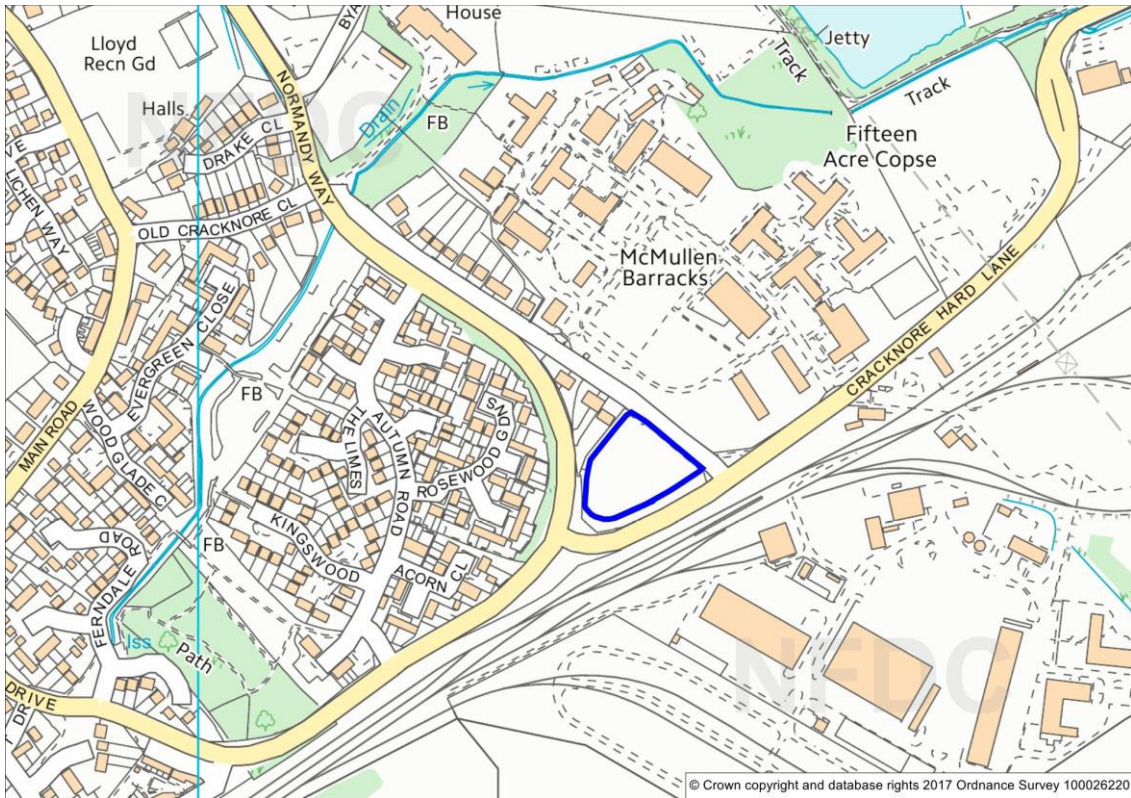 House
BYA
Lloyd
Recn Gd
Jetty
Track
Track
Halls
NFDC
Drain
FB
NORMANDY WAY
DRAKE CL
VE
LICHEN WAY
OLD CRACKNORE CL
Fifteen
Acre Copse
McMullen
Barracks
CRACKNORE HARD LANE
EVERGREEN CLOSE
FB
MAIN ROAD
WOOD GLADE C
THE LIMES
AUTUMN ROAD
ROSEWOOD
GDNS
KINGSWOOD
ACORN
CL
FB
FERNDALE
ROAD
Iss
Path
DRIVE
DR
NFDC
© Crown copyright and database rights 2017 Ordnance Survey 100026220